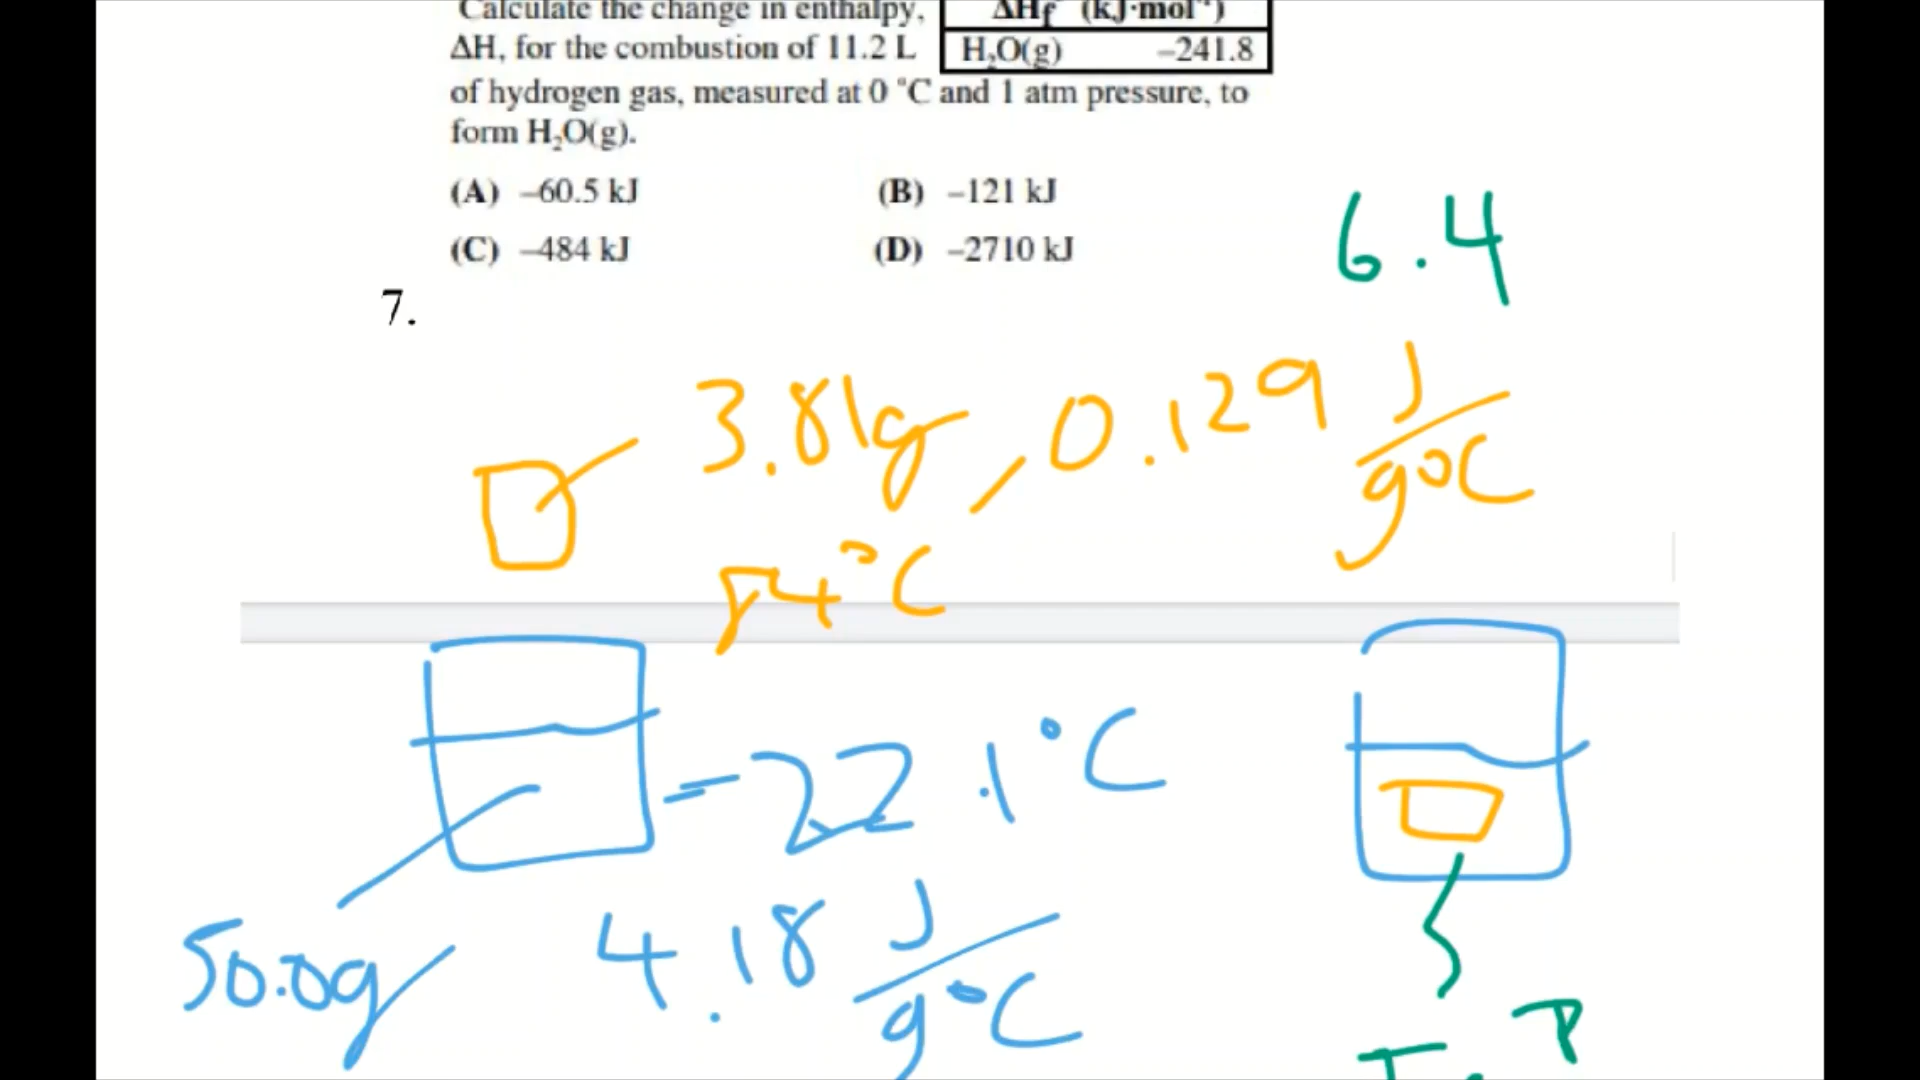 Calculate the change in enthalpy,
ΔH, for the combustion of 11.2 L
of hydrogen gas, measured at 0 °C and 1 atm pressure, to
form H₂O(g).
ΔHf (kJ·mol⁻¹)
H₂O(g) –241.8
(A) –60.5 kJ (B) –121 kJ
(C) –484 kJ (D) –2710 kJ
6.4
7.
3.81g, 0.129 J/g°C
°C
22.1°C
50.0g 4.18 J/g°C